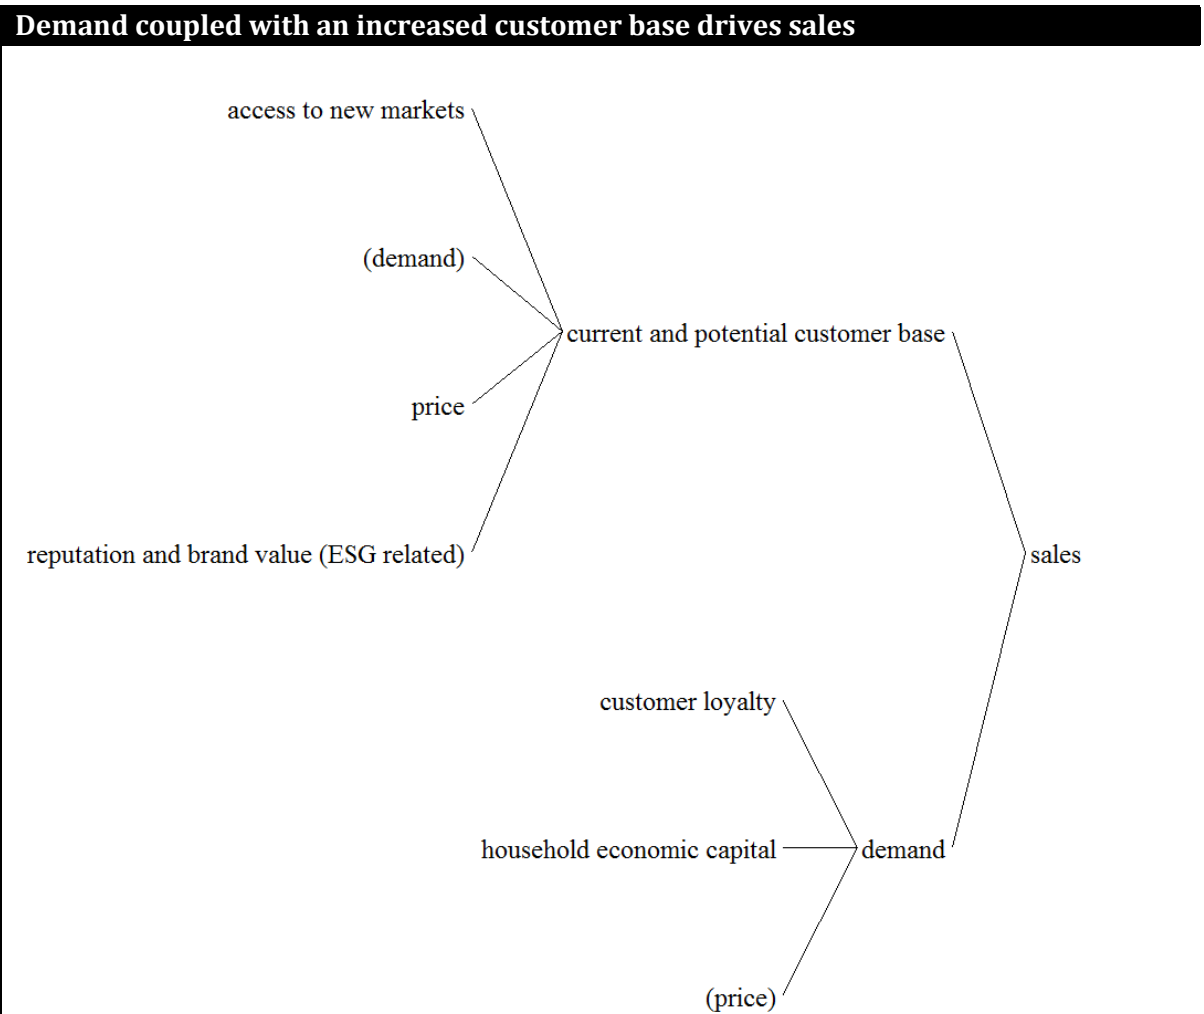 Demand coupled with an increased customer base drives sales
access to new markets
(demand)
current and potential customer base
price
reputation and brand value (ESG related)
sales
customer loyalty
household economic capital
demand
(price)